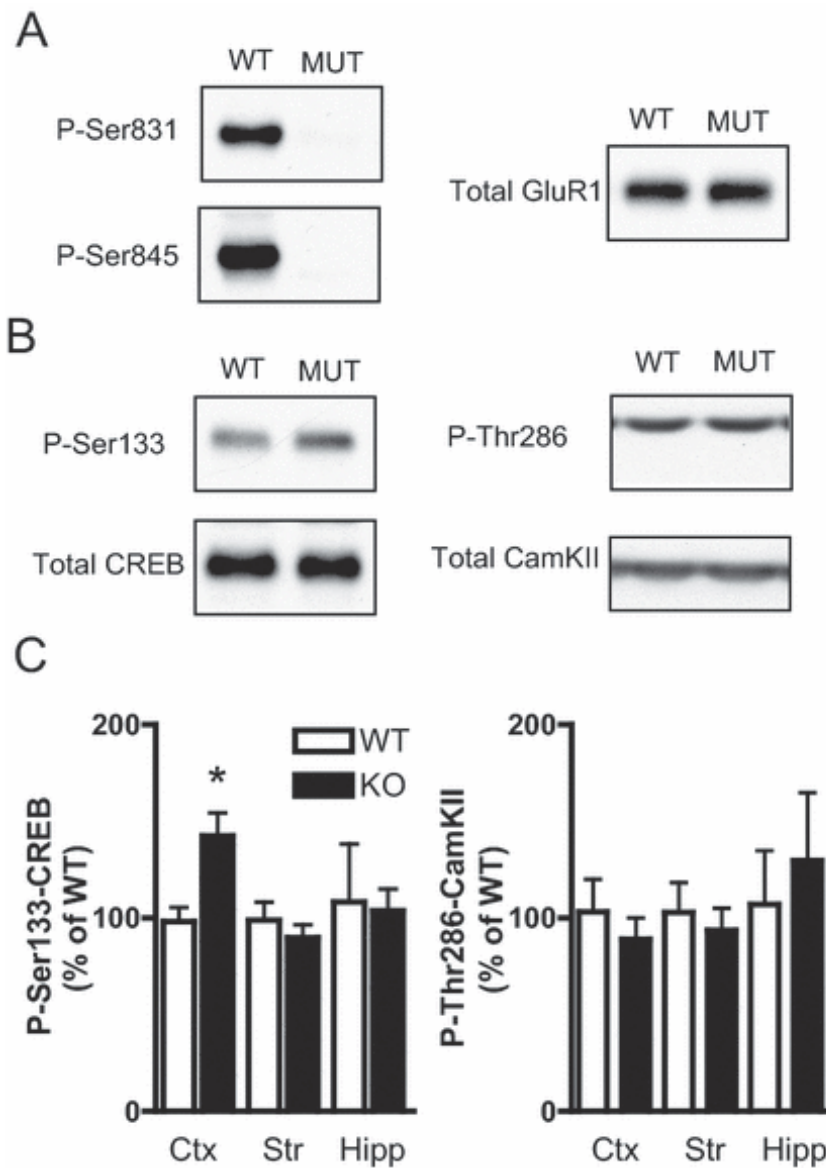 A
WT MUT
P-Ser831
P-Ser845
WT MUT
Total GluR1
B
WT MUT
P-Ser133
Total CREB
WT MUT
P-Thr286
Total CamKII
C
P-Ser133-CREB
(% of WT)
200
100
0
WT
KO
*
Ctx Str Hipp
P-Thr286-CamKII
(% of WT)
200
100
0
Ctx Str Hipp